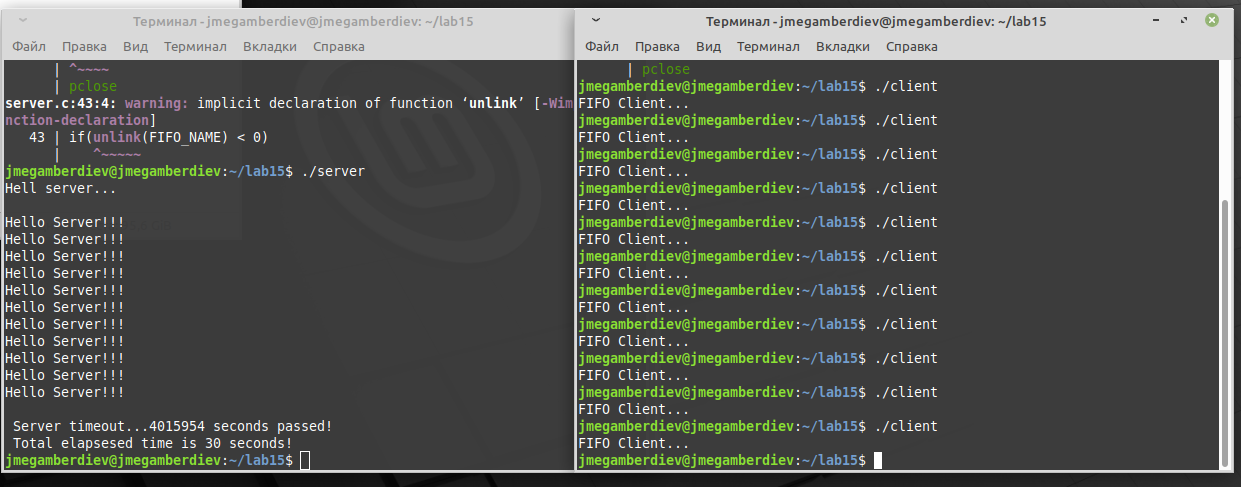 Терминал - jmegamberdiev@jmegamberdiev: ~/lab15
Файл Правка Вид Терминал Вкладки Справка
| ^~~~~
| pclose
server.c:43:4: warning: implicit declaration of function ‘unlink’ [-Wim
nction-declaration]
43 | if(unlink(FIFO_NAME) < 0)
| ^~~~~~
jmegamberdiev@jmegamberdiev:~/lab15$ ./server
Hell server...
Hello Server!!!
Hello Server!!!
Hello Server!!!
Hello Server!!!
Hello Server!!!
Hello Server!!!
Hello Server!!!
Hello Server!!!
Hello Server!!!
Hello Server!!!
Hello Server!!!
Server timeout...4015954 seconds passed!
Total elapsesed time is 30 seconds!
jmegamberdiev@jmegamberdiev:~/lab15$
Терминал - jmegamberdiev@jmegamberdiev: ~/lab15
Файл Правка Вид Терминал Вкладки Справка
| pclose
jmegamberdiev@jmegamberdiev:~/lab15$ ./client
FIFO Client...
jmegamberdiev@jmegamberdiev:~/lab15$ ./client
FIFO Client...
jmegamberdiev@jmegamberdiev:~/lab15$ ./client
FIFO Client...
jmegamberdiev@jmegamberdiev:~/lab15$ ./client
FIFO Client...
jmegamberdiev@jmegamberdiev:~/lab15$ ./client
FIFO Client...
jmegamberdiev@jmegamberdiev:~/lab15$ ./client
FIFO Client...
jmegamberdiev@jmegamberdiev:~/lab15$ ./client
FIFO Client...
jmegamberdiev@jmegamberdiev:~/lab15$ ./client
FIFO Client...
jmegamberdiev@jmegamberdiev:~/lab15$ ./client
FIFO Client...
jmegamberdiev@jmegamberdiev:~/lab15$ ./client
FIFO Client...
jmegamberdiev@jmegamberdiev:~/lab15$ ./client
FIFO Client...
jmegamberdiev@jmegamberdiev:~/lab15$